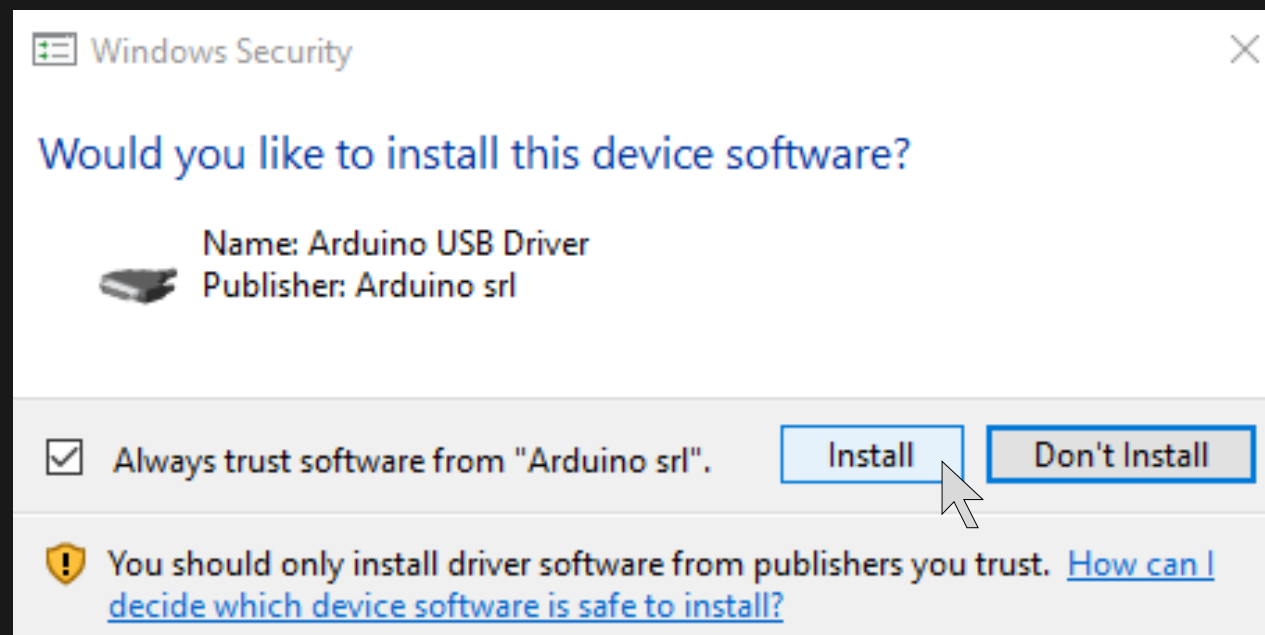 Windows Security
Would you like to install this device software?
Name: Arduino USB Driver
Publisher: Arduino srl
Always trust software from "Arduino srl".
Install
Don't Install
You should only install driver software from publishers you trust. How can I
decide which device software is safe to install?